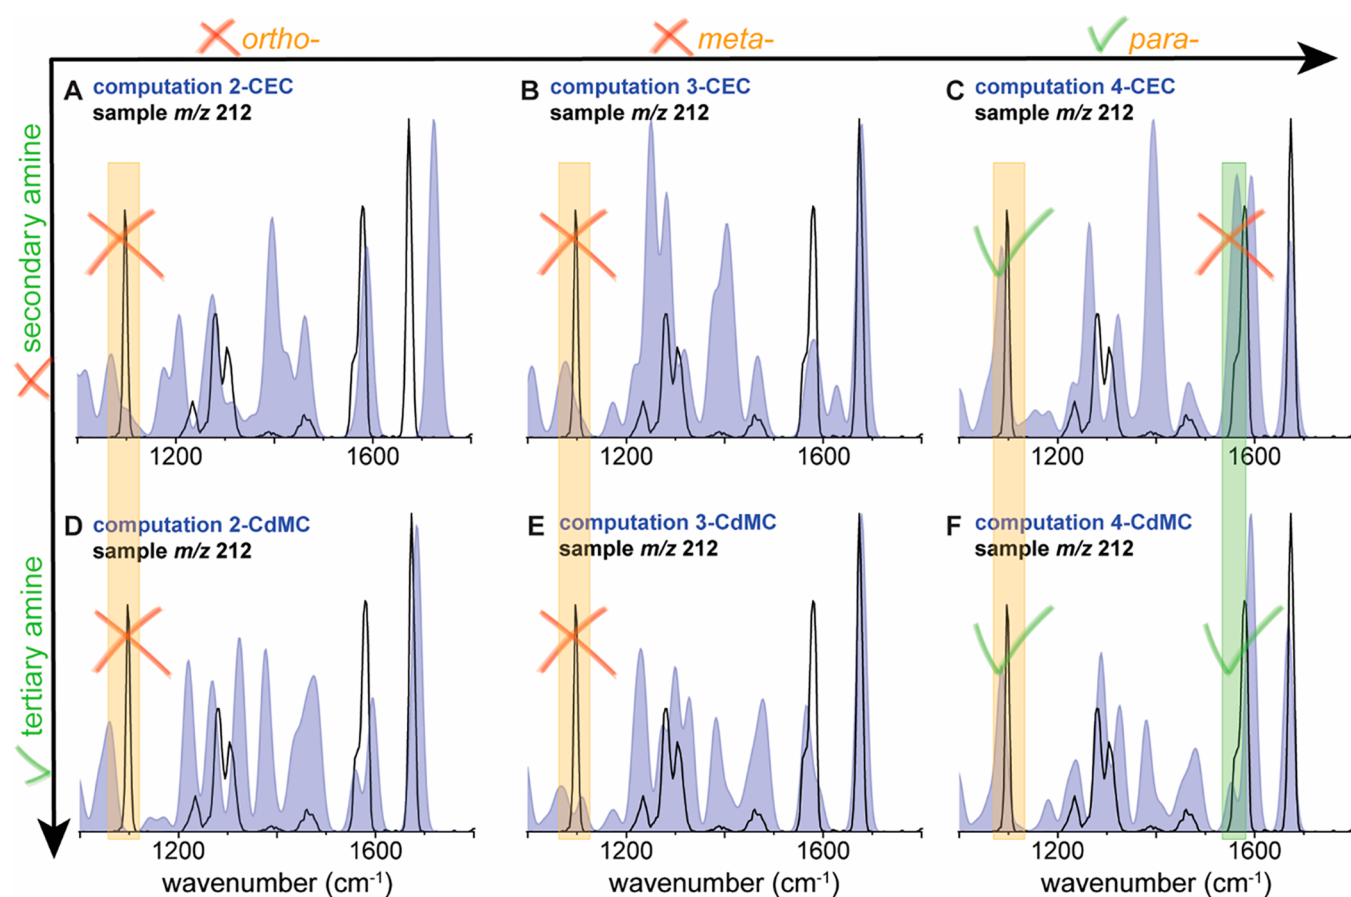 ortho-
meta-
para-
secondary amine
tertiary amine
A computation 2-CEC
sample m/z 212
1200 1600
B computation 3-CEC
sample m/z 212
1200 1600
C computation 4-CEC
sample m/z 212
1200 1600
D computation 2-CdMC
sample m/z 212
1200 1600
wavenumber (cm-1)
E computation 3-CdMC
sample m/z 212
1200 1600
wavenumber (cm-1)
F computation 4-CdMC
sample m/z 212
1200 1600
wavenumber (cm-1)